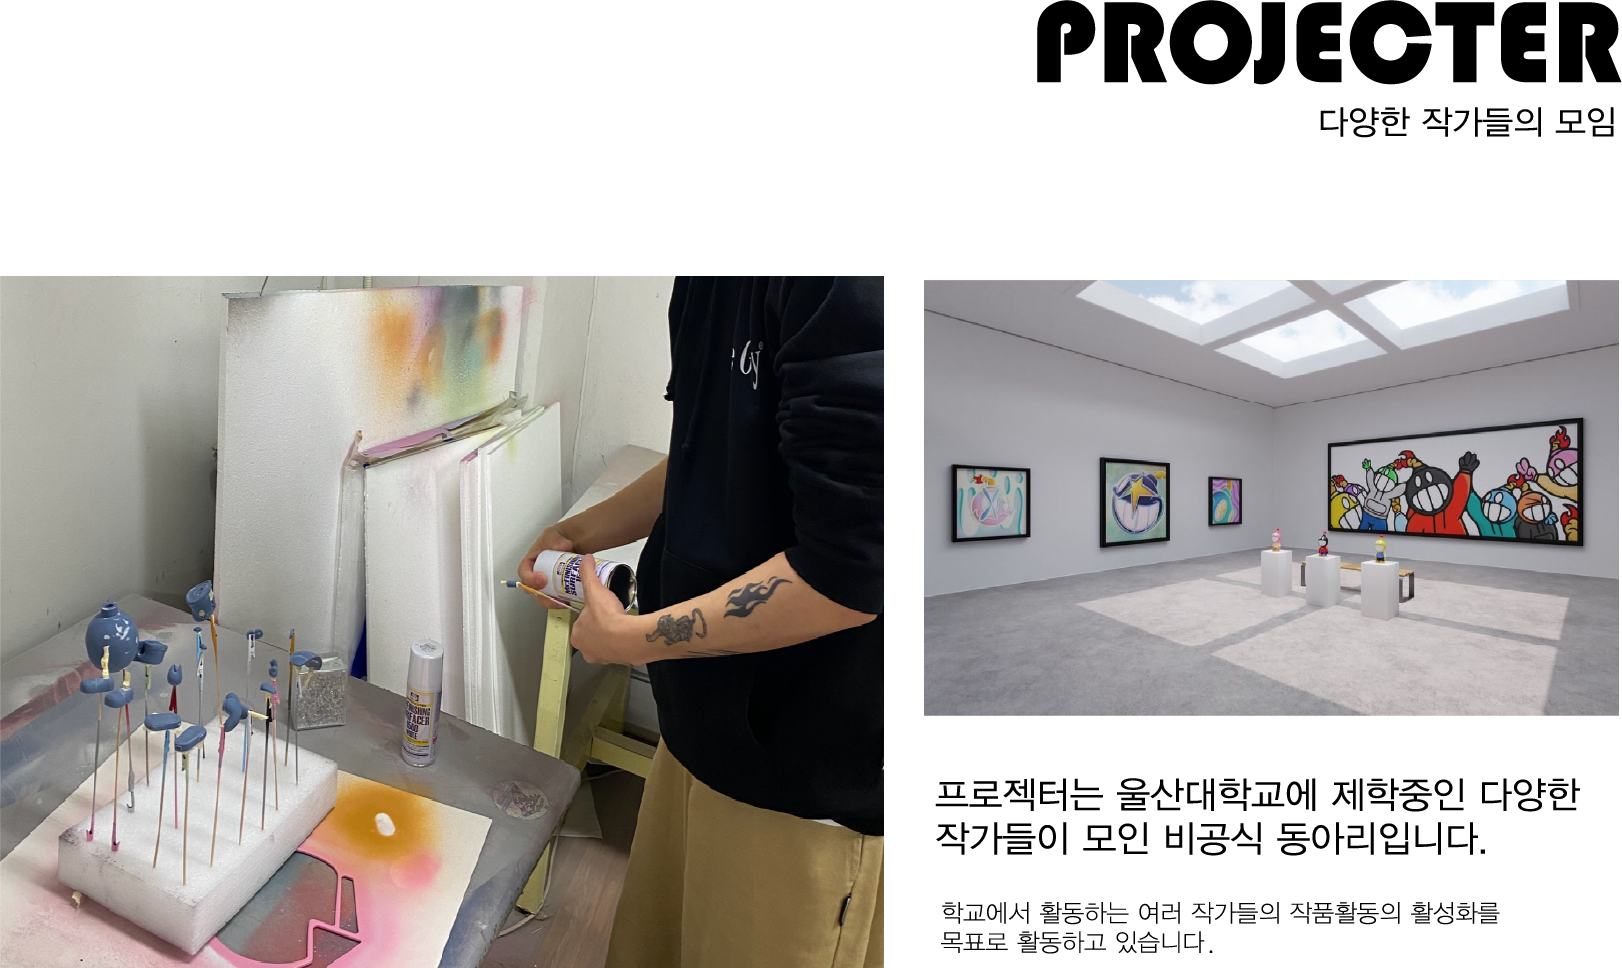 PROJECTER
다양한 작가들의 모임
프로젝터는 울산대학교에 제학중인 다양한
작가들이 모인 비공식 동아리입니다.
학교에서 활동하는 여러 작가들의 작품활동의 활성화를
목표로 활동하고 있습니다.